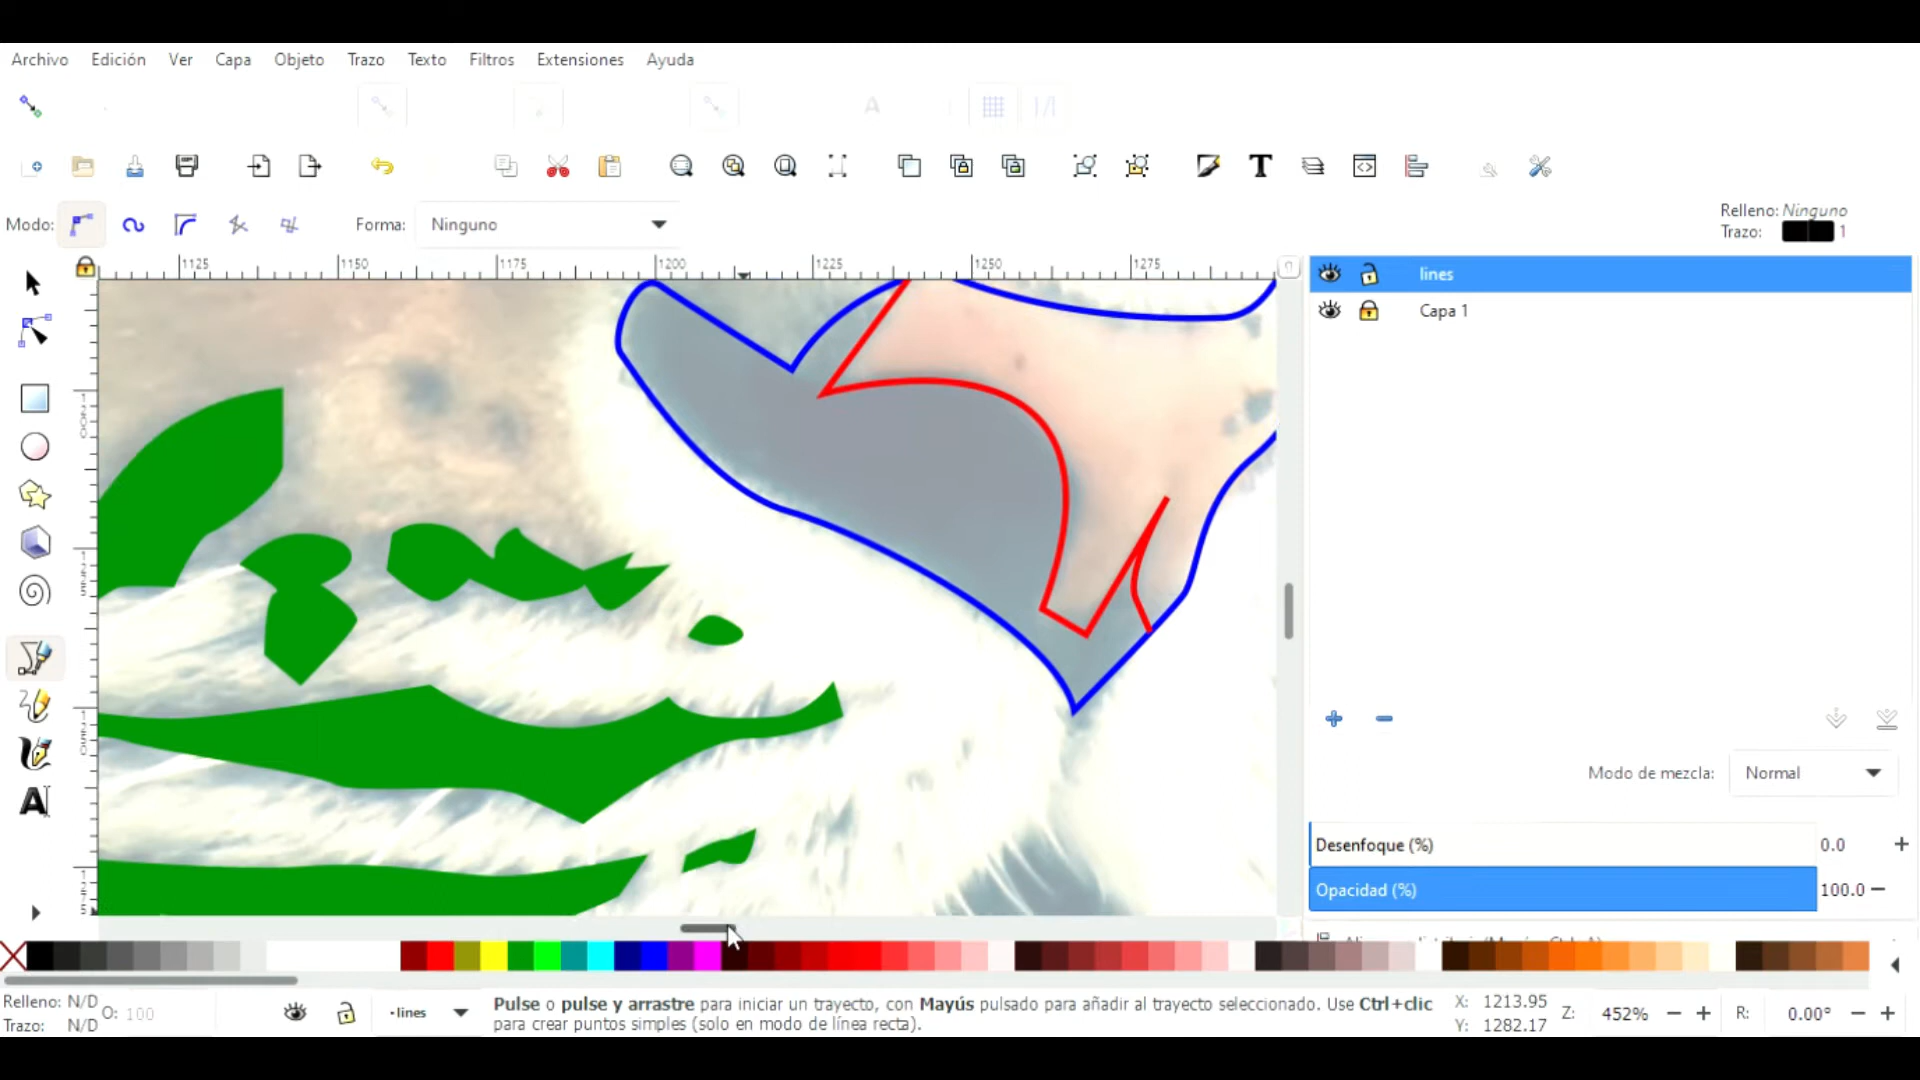 Archivo Edición Ver Capa Objeto Trazo Texto Filtros Extensiones Ayuda
Modo: Forma: Ninguno
Relleno: Ninguno
Trazo: 1
1125 1150 1175 1200 1225 1250 1275
lines
Capa 1
Modo de mezcla: Normal
Desenfoque (%) 0.0
Opacidad (%) 100.0
Relleno: N/D
Trazo: N/D
O: 100
•lines
Pulse o pulse y arrastre para iniciar un trayecto, con Mayús pulsado para añadir al trayecto seleccionado. Use Ctrl+clic
para crear puntos simples (solo en modo de línea recta).
X: 1213.95
Y: 1282.17
Z: 452%
R: 0.00°